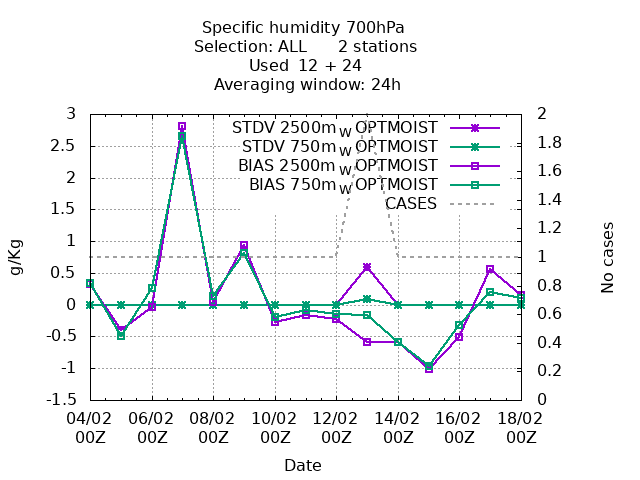 Specific humidity 700hPa
Selection: ALL      2 stations
Used  12 + 24
Averaging window: 24h
STDV 2500m_W OPTMOIST
STDV 750m_W OPTMOIST
BIAS 2500m_W OPTMOIST
BIAS 750m_W OPTMOIST
CASES
g/Kg
3
2.5
2
1.5
1
0.5
0
-0.5
-1
-1.5
No cases
2
1.8
1.6
1.4
1.2
1
0.8
0.6
0.4
0.2
0
04/02 06/02 08/02 10/02 12/02 14/02 16/02 18/02
00Z 00Z 00Z 00Z 00Z 00Z 00Z 00Z
Date